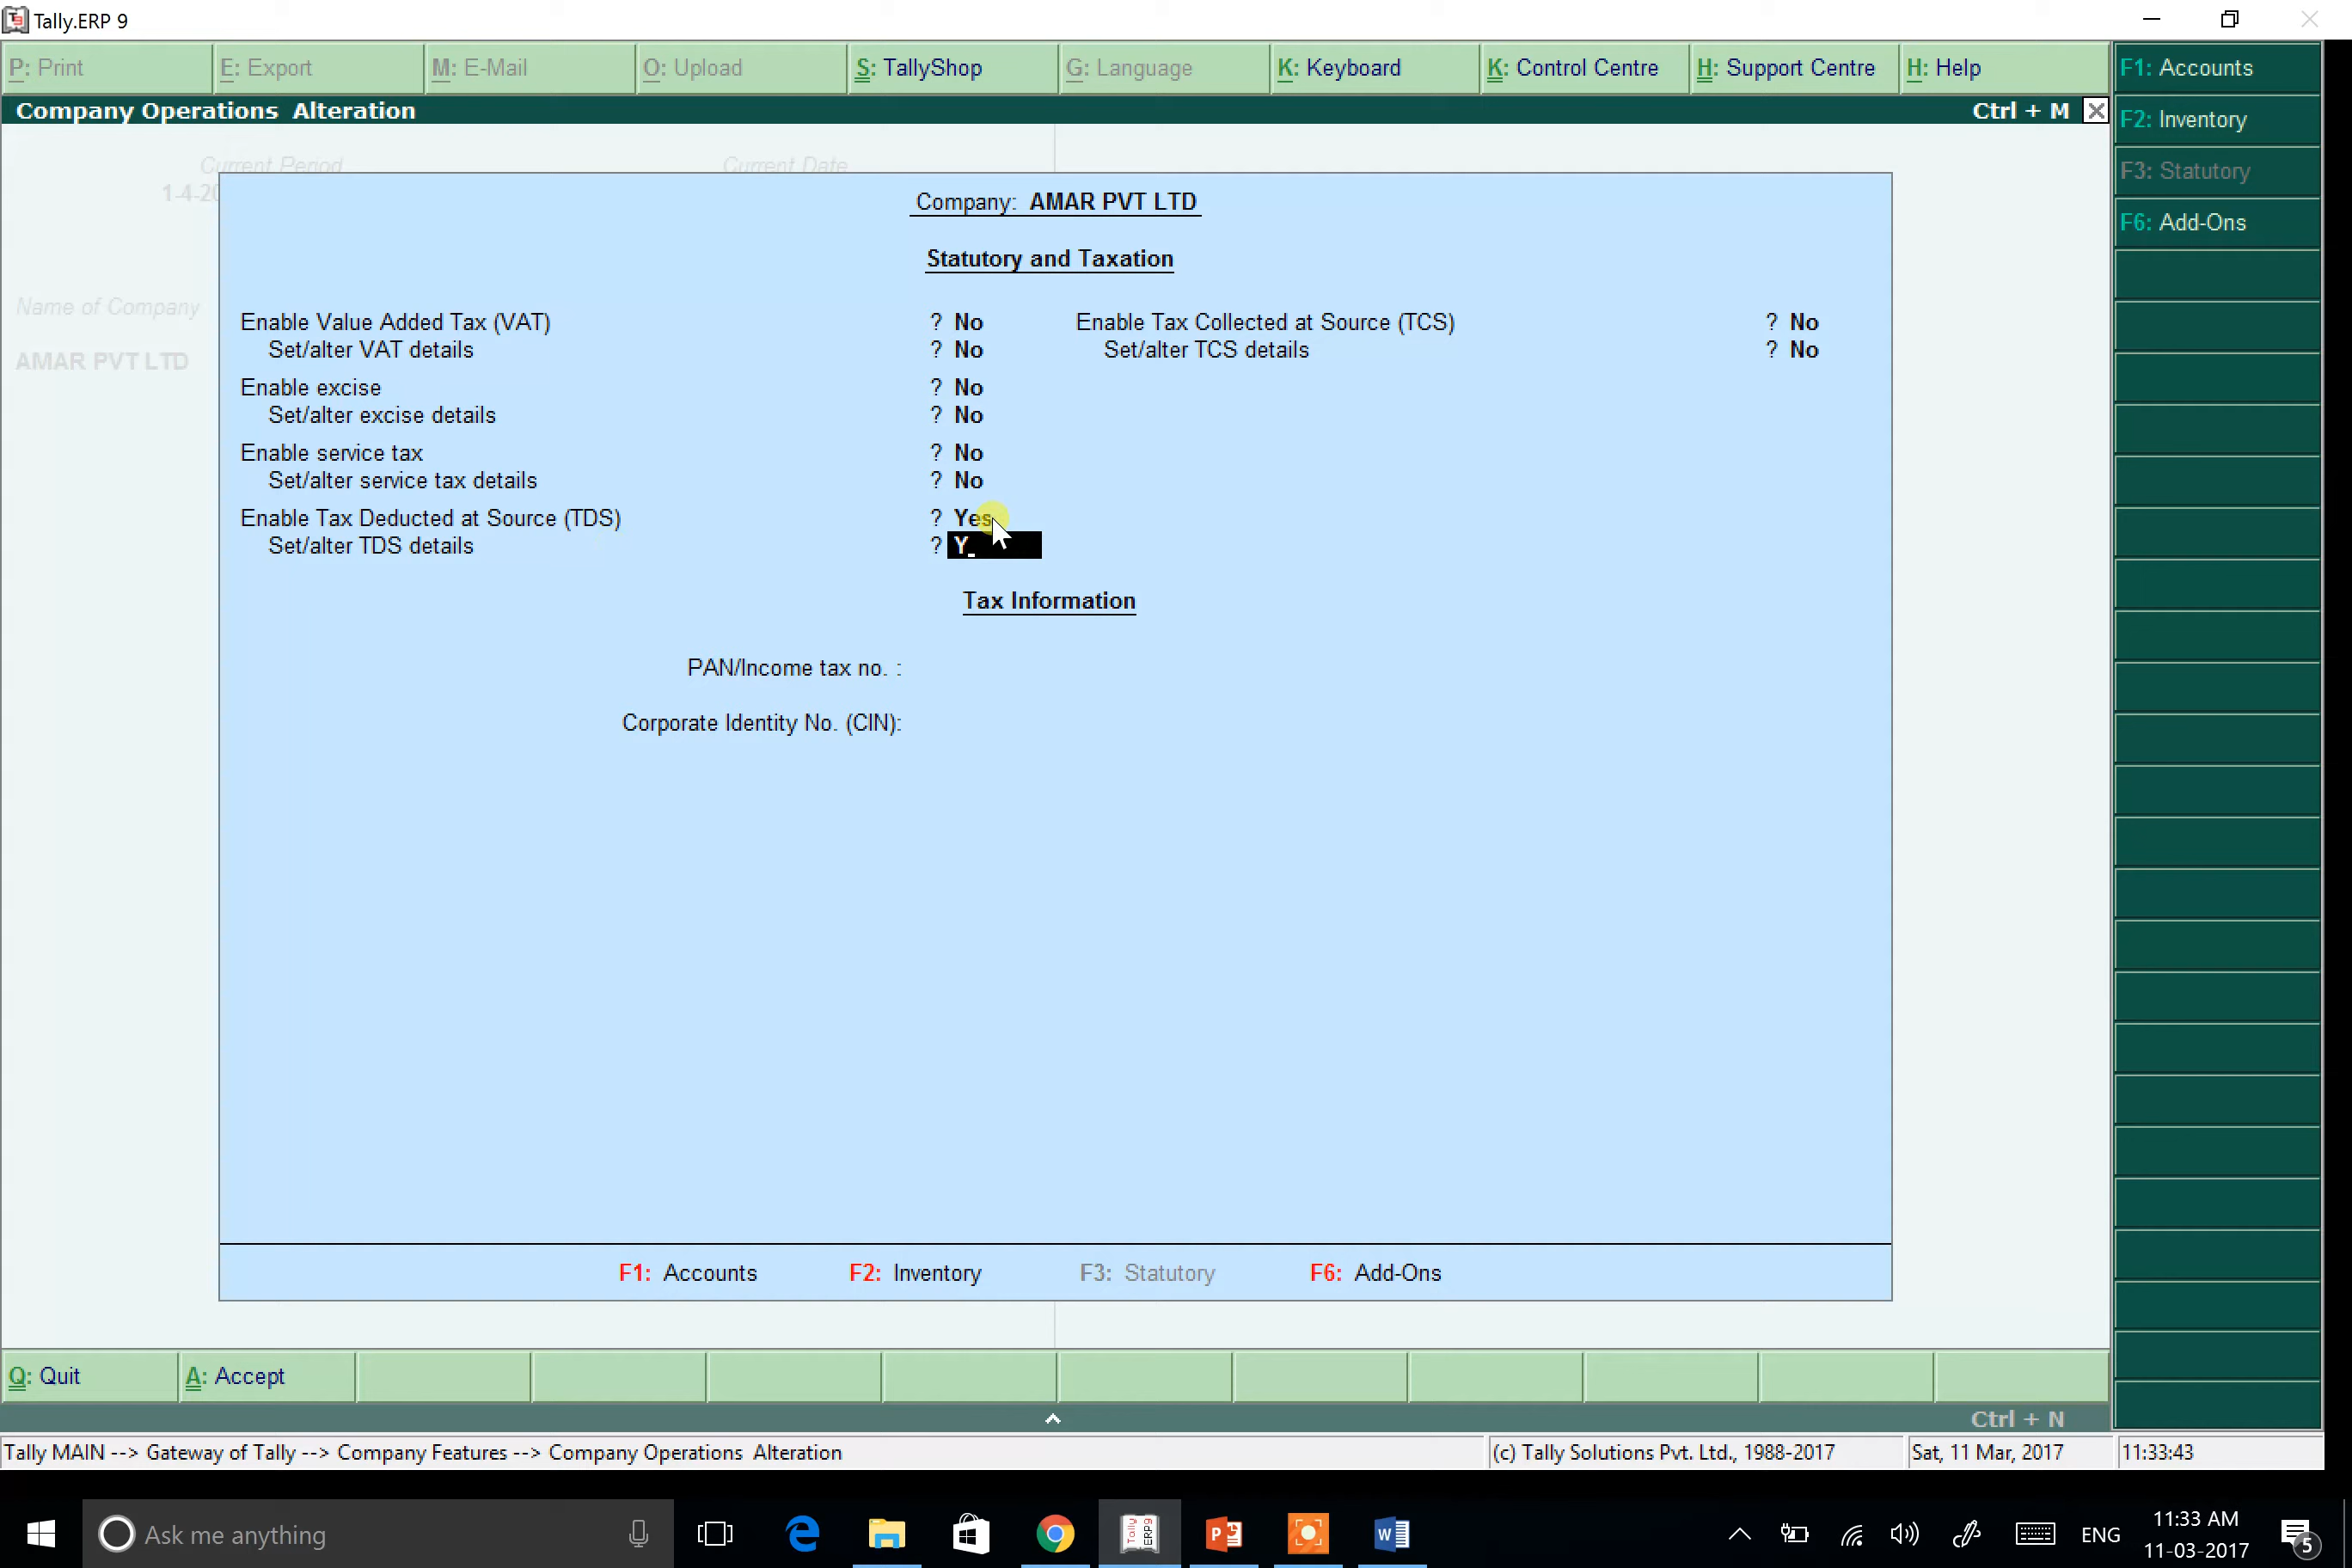 Tally.ERP 9
P: Print E: Export M: E-Mail O: Upload S: TallyShop G: Language K: Keyboard K: Control Centre H: Support Centre H: Help
F1: Accounts
Company Operations Alteration Ctrl + M
F2: Inventory
F3: Statutory
F6: Add-Ons
Current Period Current Date
1-4-20
Name of Company
AMAR PVT LTD
Company: AMAR PVT LTD
Statutory and Taxation
Enable Value Added Tax (VAT) ? No Enable Tax Collected at Source (TCS) ? No
Set/alter VAT details ? No Set/alter TCS details ? No
Enable excise ? No
Set/alter excise details ? No
Enable service tax ? No
Set/alter service tax details ? No
Enable Tax Deducted at Source (TDS) ? Yes
Set/alter TDS details ? Y
Tax Information
PAN/Income tax no. :
Corporate Identity No. (CIN):
F1: Accounts F2: Inventory F3: Statutory F6: Add-Ons
Q: Quit A: Accept
Ctrl + N
Tally MAIN --> Gateway of Tally --> Company Features --> Company Operations Alteration (c) Tally Solutions Pvt. Ltd., 1988-2017 Sat, 11 Mar, 2017 11:33:43
Ask me anything
Tally ERP9
ENG
11:33 AM
11-03-2017
5